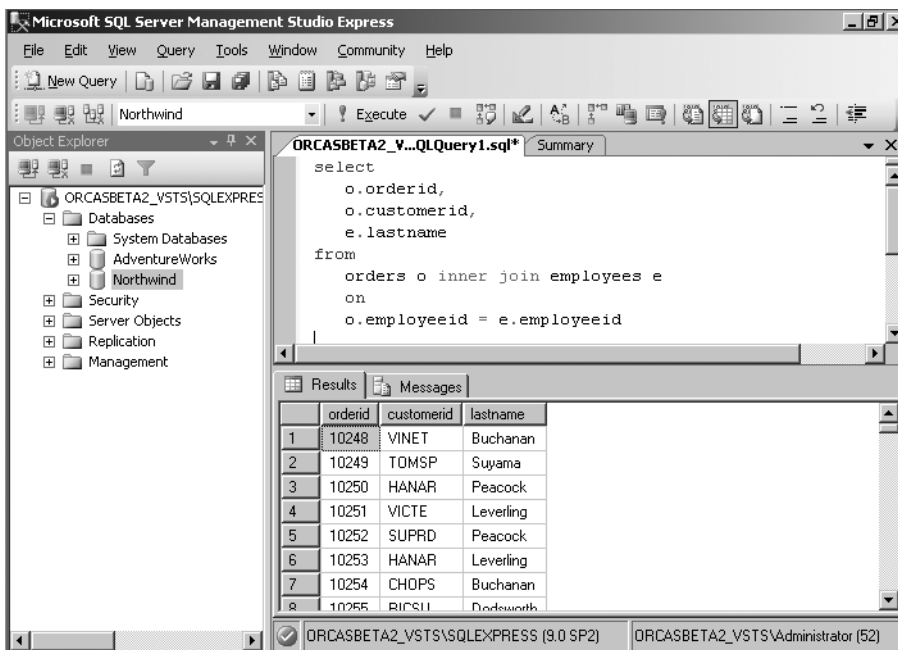 Microsoft SQL Server Management Studio Express
File Edit View Query Tools Window Community Help
New Query
Northwind Execute
Object Explorer
ORCASBETA2_VSTS\SQLEXPRES
Databases
System Databases
AdventureWorks
Northwind
Security
Server Objects
Replication
Management
ORCASBETA2_V...QLQuery1.sql* Summary
select
o.orderid,
o.customerid,
e.lastname
from
orders o inner join employees e
on
o.employeeid = e.employeeid
Results Messages
orderid customerid lastname
1 10248 VINET Buchanan
2 10249 TOMSP Suyama
3 10250 HANAR Peacock
4 10251 VICTE Leverling
5 10252 SUPRD Peacock
6 10253 HANAR Leverling
7 10254 CHOPS Buchanan
8 10255 RICSU Dodsworth
ORCASBETA2_VSTS\SQLEXPRESS (9.0 SP2) ORCASBETA2_VSTS\Administrator (52)